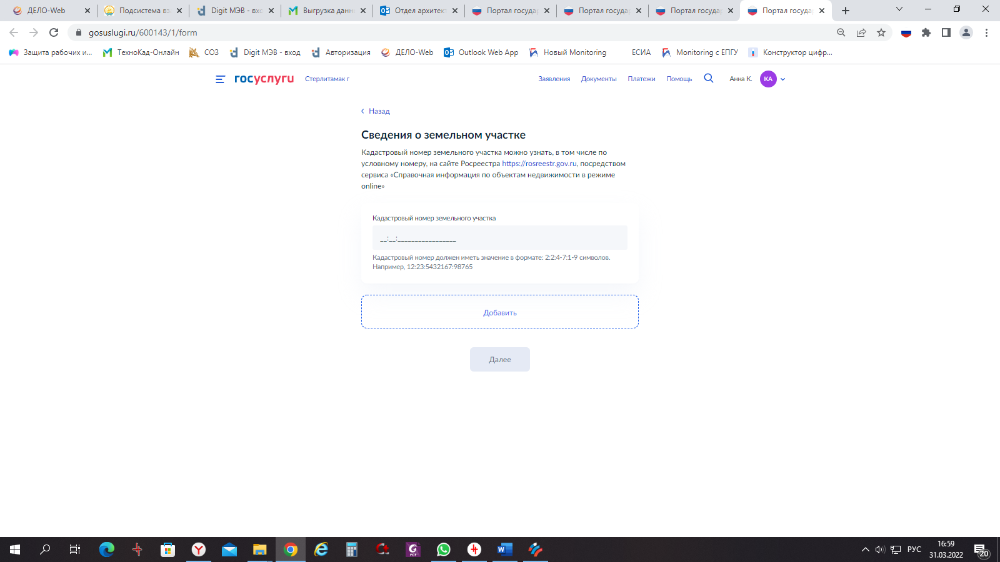 ДЕЛО-Web
Подсистема вз
Digit МЭВ - вхо
Выгрузка данн
Отдел архитект
Портал государ
Портал государ
Портал государ
Портал государ
gosuslugi.ru/600143/1/form
Защита рабочих и...
ТехноКад-Онлайн
СОЗ
Digit МЭВ - вход
Авторизация
ДЕЛО-Web
Outlook Web App
Новый Monitoring
ЕСИА
Monitoring с ЕПГУ
Конструктор цифр...
госуслуги
Стерлитамак г
Заявления
Документы
Платежи
Помощь
Анна К.
КА
Назад
Сведения о земельном участке
Кадастровый номер земельного участка можно узнать, в том числе по
условному номеру, на сайте Росреестра https://rosreestr.gov.ru, посредством
сервиса «Справочная информация по объектам недвижимости в режиме
online»
Кадастровый номер земельного участка
__:__:_________________
Кадастровый номер должен иметь значение в формате: 2:2:4-7:1-9 символов.
Например, 12:23:5432167:98765
Добавить
Далее
РУС
16:59
31.03.2022
20